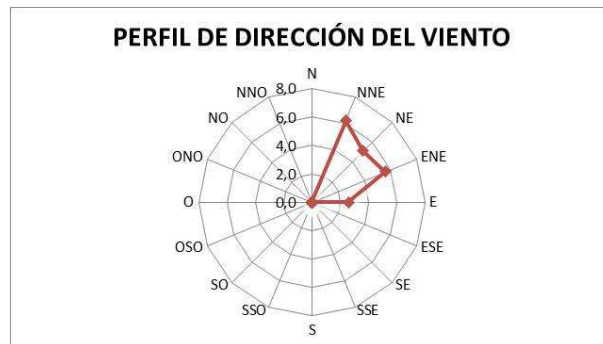 PERFIL DE DIRECCIÓN DEL VIENTO
N
8,0
NNO
NNE
6,0
NO
NE
4,0
ONO
ENE
2,0
O
0,0
E
OSO
ESE
SO
SE
SSO
SSE
S